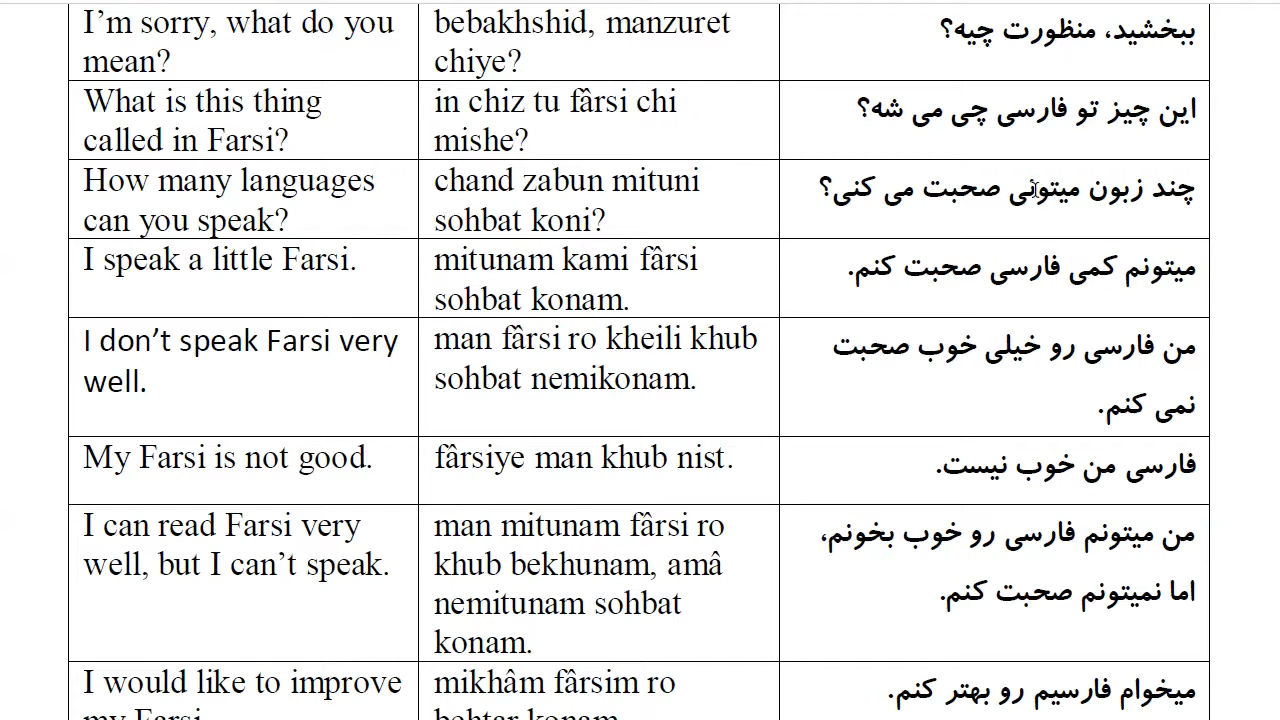 I’m sorry, what do you
mean?
bebakhshid, manzuret
chiye?
ببخشید، منظورت چیه؟
What is this thing
called in Farsi?
in chiz tu fârsi chi
mishe?
این چیز تو فارسی چی می شه؟
How many languages
can you speak?
chand zabun mituni
sohbat koni?
چند زبون میتونی صحبت می کنی؟
I speak a little Farsi.
mitunam kami fârsi
sohbat konam.
میتونم کمی فارسی صحبت کنم.
I don’t speak Farsi very
well.
man fârsi ro kheili khub
sohbat nemikonam.
من فارسی رو خیلی خوب صحبت
نمی کنم.
My Farsi is not good.
fârsiye man khub nist.
فارسی من خوب نیست.
I can read Farsi very
well, but I can’t speak.
man mitunam fârsi ro
khub bekhunam, amâ
nemitunam sohbat
konam.
من میتونم فارسی رو خوب بخونم،
اما نمیتونم صحبت کنم.
I would like to improve
my Farsi.
mikhâm fârsim ro
behtar konam.
میخوام فارسیم رو بهتر کنم.